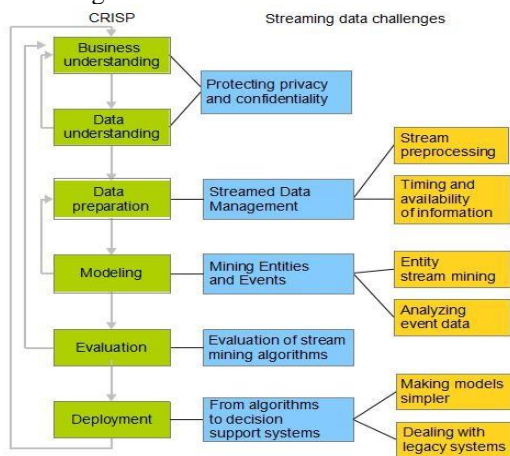 CRISP
Streaming data challenges
Business
understanding
Protecting privacy
and confidentiality
Data
understanding
Stream
preprocessing
Data
preparation
Streamed Data
Management
Timing and
availability
of information
Modeling
Mining Entities
and Events
Entity
stream mining
Analyzing
event data
Evaluation
Evaluation of stream
mining algorithms
Making models
simpler
Deployment
From algorithms
to decision
support systems
Dealing with
legacy systems